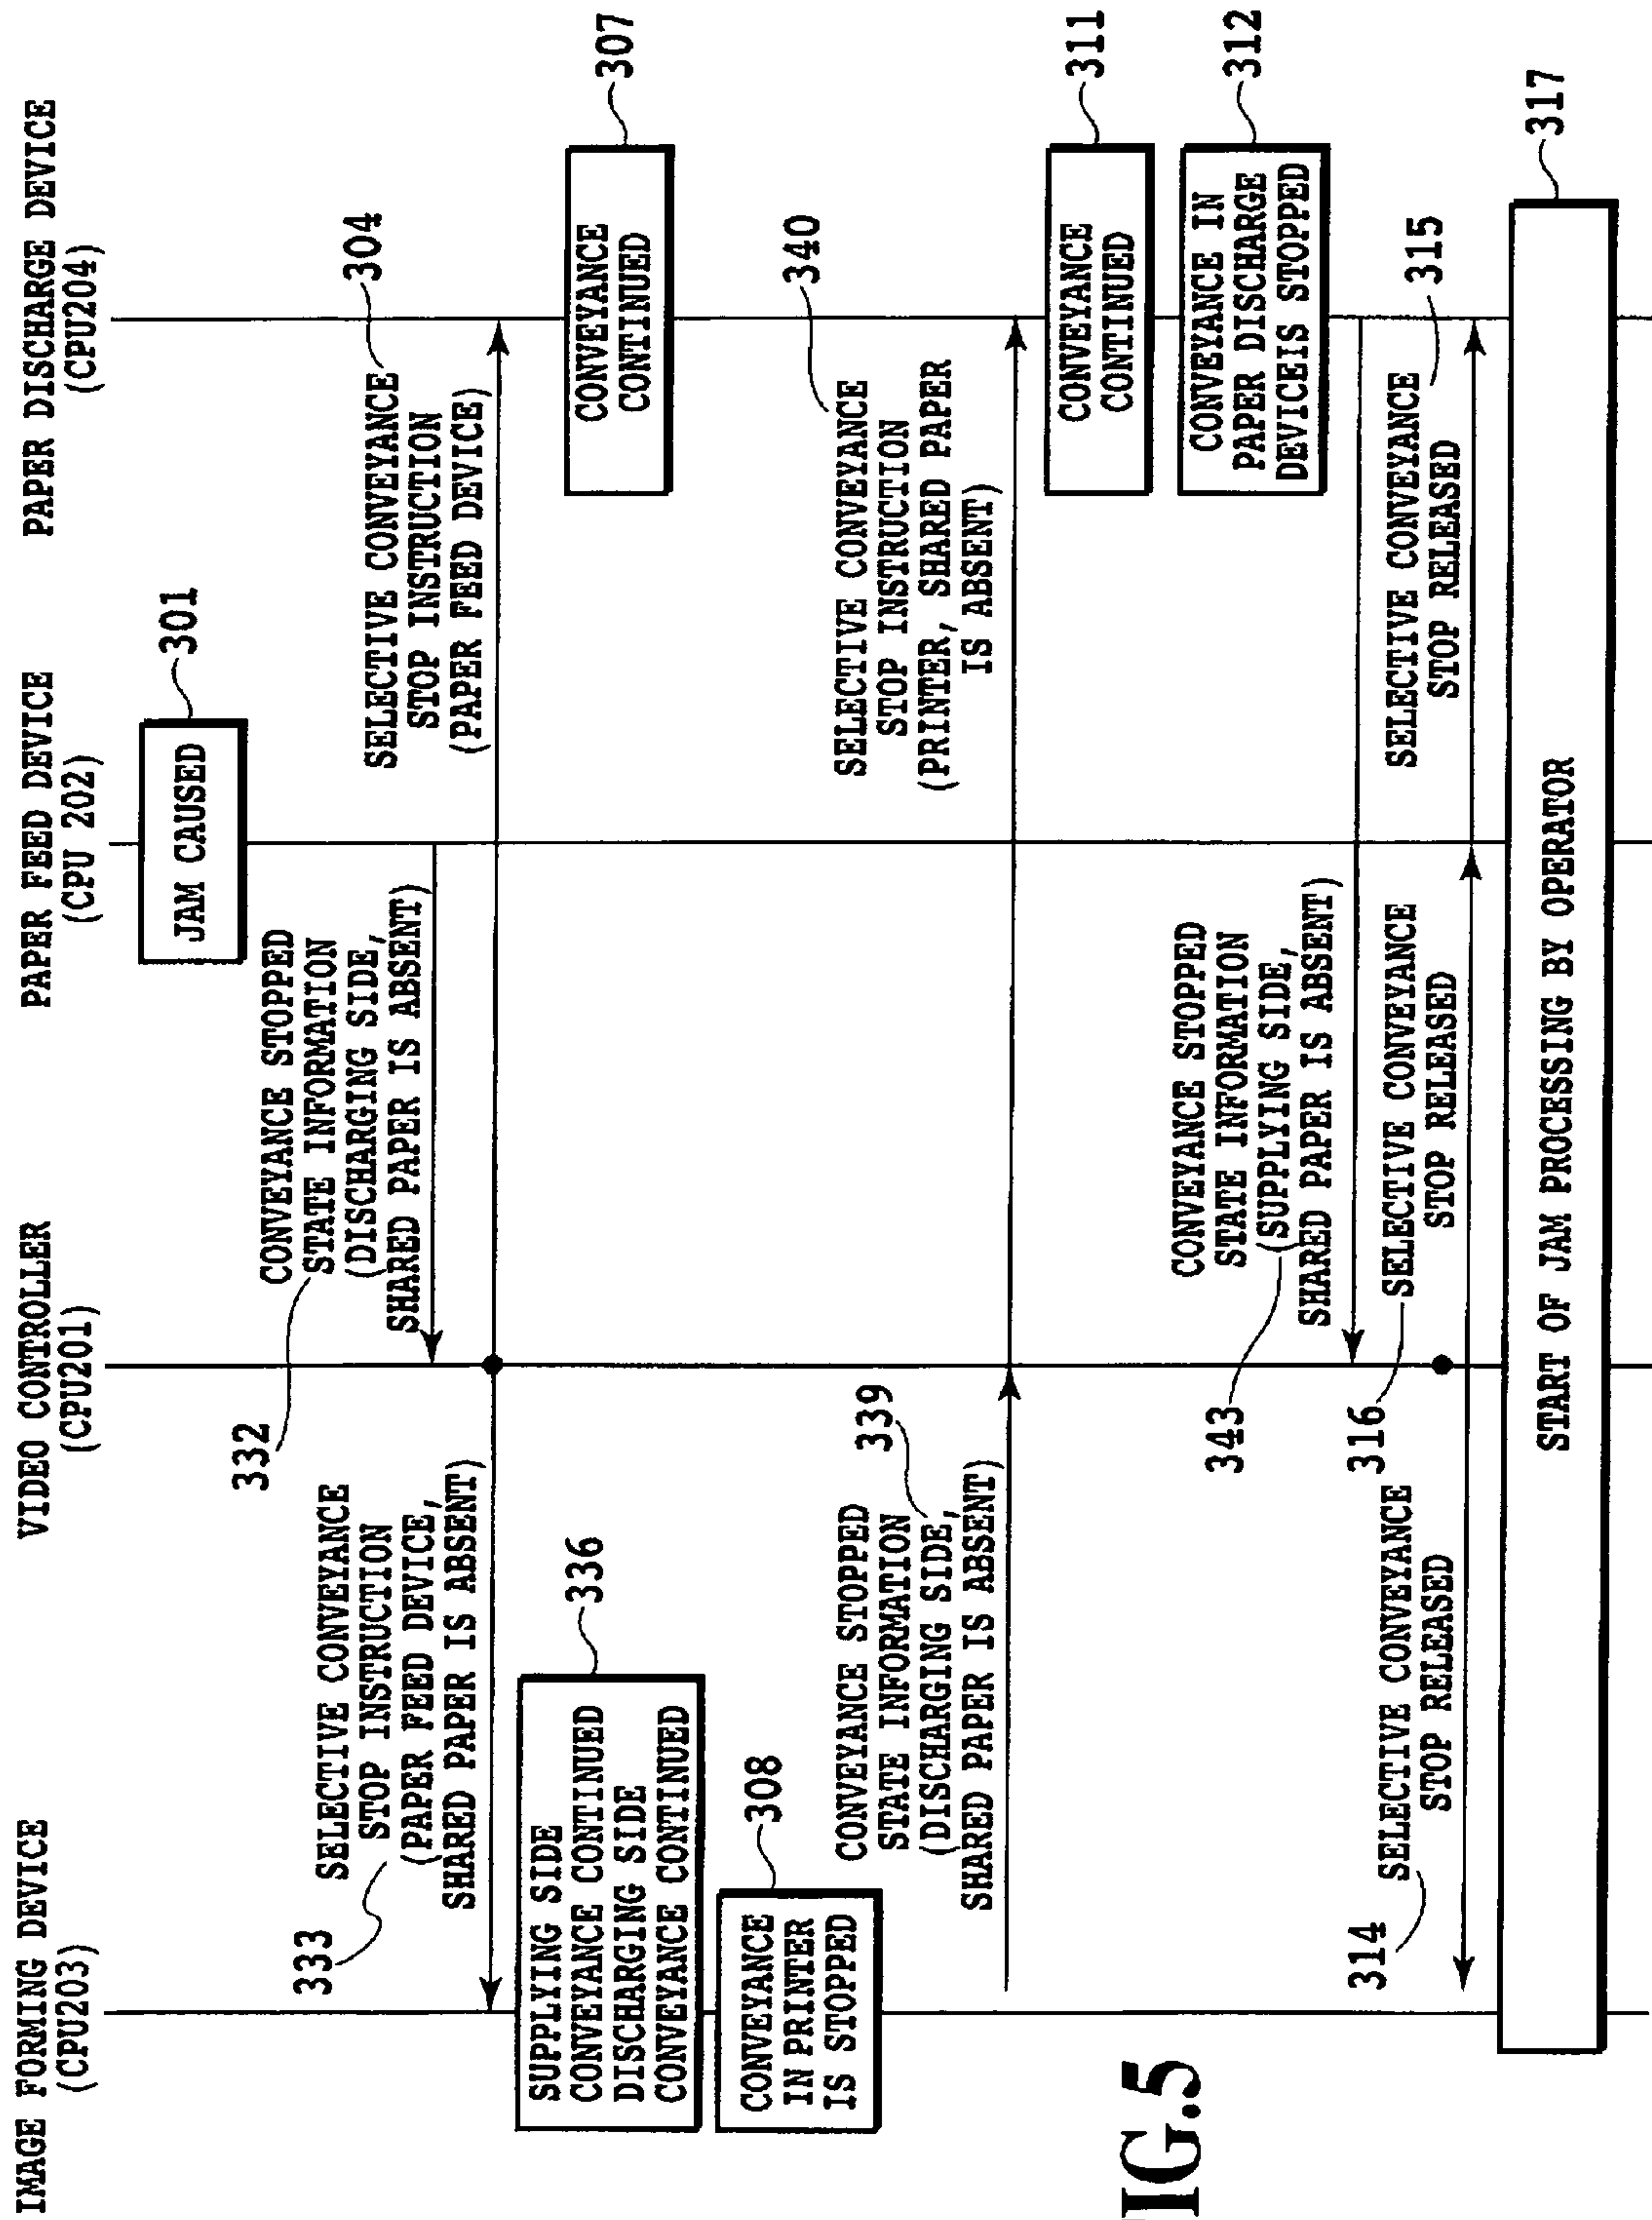 IMAGE FORMING DEVICE
(CPU203)
VIDEO CONTROLLER
(CPU201)
PAPER FEED DEVICE
(CPU 202)
PAPER DISCHARGE DEVICE
(CPU204)
JAM CAUSED
301
332
CONVEYANCE STOPPED
STATE INFORMATION
(DISCHARGING SIDE,
SHARED PAPER IS ABSENT)
333
SELECTIVE CONVEYANCE
STOP INSTRUCTION
(PAPER FEED DEVICE,
SHARED PAPER IS ABSENT)
304
SELECTIVE CONVEYANCE
STOP INSTRUCTION
(PAPER FEED DEVICE)
SUPPLYING SIDE
CONVEYANCE CONTINUED
DISCHARGING SIDE
CONVEYANCE CONTINUED
336
CONVEYANCE
CONTINUED
307
CONVEYANCE
IN PRINTER
IS STOPPED
308
339
CONVEYANCE STOPPED
STATE INFORMATION
(DISCHARGING SIDE,
SHARED PAPER IS ABSENT)
340
SELECTIVE CONVEYANCE
STOP INSTRUCTION
(PRINTER, SHARED PAPER
IS ABSENT)
CONVEYANCE
CONTINUED
311
CONVEYANCE IN
PAPER DISCHARGE
DEVICEIS STOPPED
312
343
CONVEYANCE STOPPED
STATE INFORMATION
(SUPPLYING SIDE,
SHARED PAPER IS ABSENT)
314
SELECTIVE CONVEYANCE
STOP RELEASED
316
SELECTIVE CONVEYANCE
STOP RELEASED
315
SELECTIVE CONVEYANCE
STOP RELEASED
START OF JAM PROCESSING BY OPERATOR
317
FIG.5